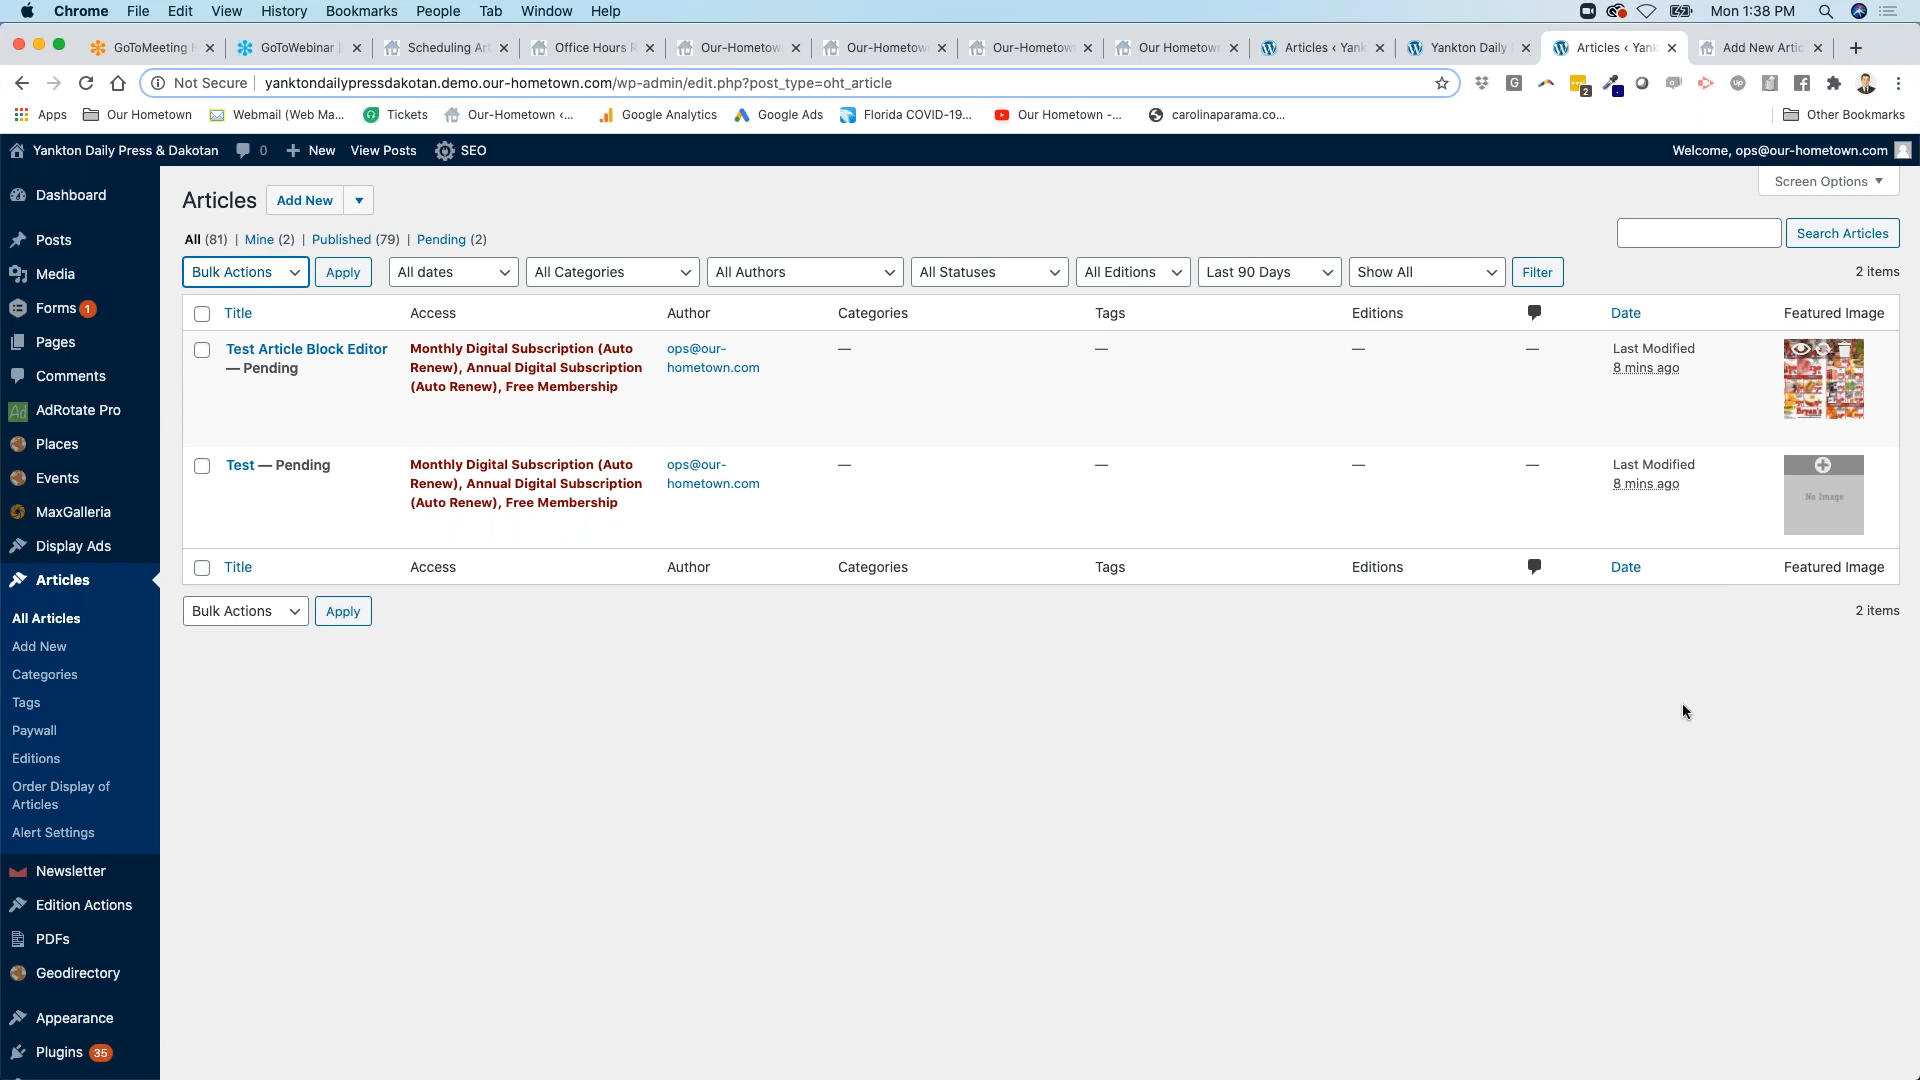 Chrome File Edit View History Bookmarks People Tab Window Help Mon 1:38 PM
GoToMeeting GoToWebinar Scheduling Ar Office Hours R Our-Hometow Our-Hometow Our-Hometow Our Hometow Articles ‹ Yank Yankton Daily Articles ‹ Yank Add New Artic
Not Secure yanktondailypressdakotan.demo.our-hometown.com/wp-admin/edit.php?post_type=oht_article 2
Apps Our Hometown Webmail (Web Ma... Tickets Our-Hometown ‹... Google Analytics Google Ads Florida COVID-19... Our Hometown -... carolinaparama.co... Other Bookmarks
Yankton Daily Press & Dakotan 0 New View Posts SEO Welcome, ops@our-hometown.com
Dashboard
Posts
Media
Forms 1
Pages
Comments
AdRotate Pro
Places
Events
MaxGalleria
Display Ads
Articles
All Articles
Add New
Categories
Tags
Paywall
Editions
Order Display of
Articles
Alert Settings
Newsletter
Edition Actions
PDFs
Geodirectory
Appearance
Plugins 35
Screen Options
Articles Add New
All (81) | Mine (2) | Published (79) | Pending (2)
Search Articles
Bulk Actions Apply All dates All Categories All Authors All Statuses All Editions Last 90 Days Show All Filter 2 items
Title Access Author Categories Tags Editions Date Featured Image
Test Article Block Editor Monthly Digital Subscription (Auto ops@our- — — — — Last Modified
— Pending Renew), Annual Digital Subscription hometown.com 8 mins ago
(Auto Renew), Free Membership
Test — Pending Monthly Digital Subscription (Auto ops@our- — — — — Last Modified
Renew), Annual Digital Subscription hometown.com 8 mins ago
(Auto Renew), Free Membership No Image
Title Access Author Categories Tags Editions Date Featured Image
Bulk Actions Apply 2 items